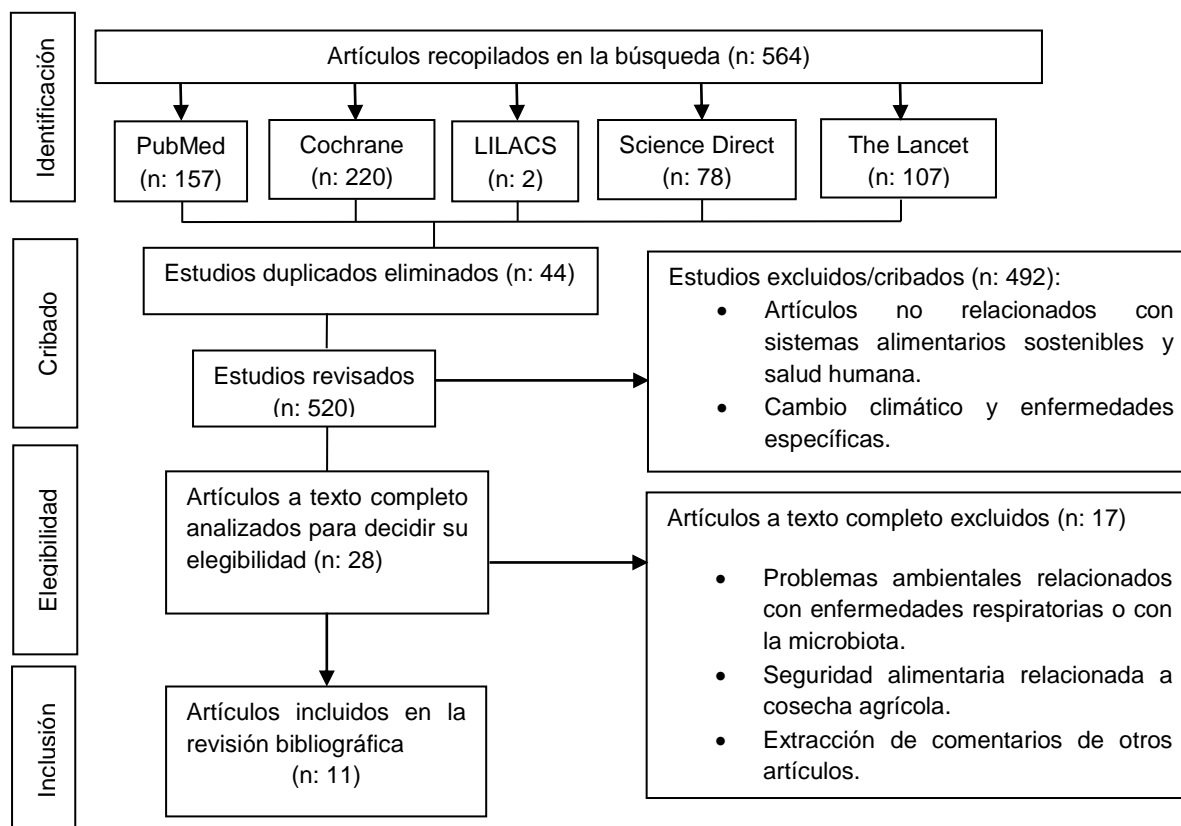 Identificación
Artículos recopilados en la búsqueda (n: 564)
PubMed
(n: 157)
Cochrane
(n: 220)
LILACS
(n: 2)
Science Direct
(n: 78)
The Lancet
(n: 107)
Cribado
Estudios duplicados eliminados (n: 44)
Estudios revisados
(n: 520)
Estudios excluidos/cribados (n: 492):
• Artículos no relacionados con
sistemas alimentarios sostenibles y
salud humana.
• Cambio climático y enfermedades
específicas.
Elegibilidad
Artículos a texto completo
analizados para decidir su
elegibilidad (n: 28)
Artículos a texto completo excluidos (n: 17)
• Problemas ambientales relacionados
con enfermedades respiratorias o con
la microbiota.
• Seguridad alimentaria relacionada a
cosecha agrícola.
• Extracción de comentarios de otros
artículos.
Inclusión
Artículos incluidos en la
revisión bibliográfica
(n: 11)